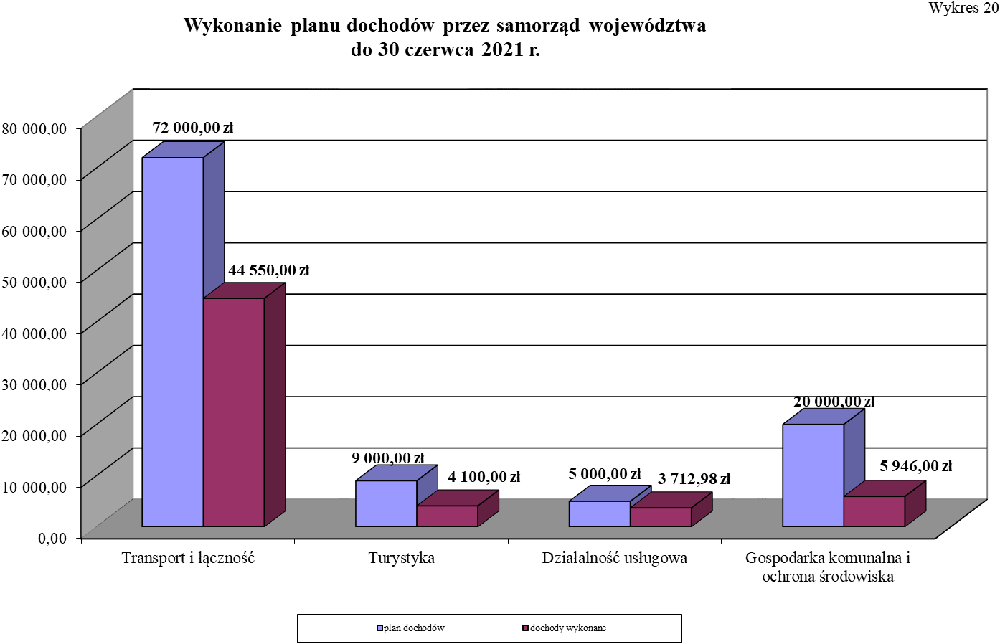 Wykres 20
Wykonanie planu dochodów przez samorząd województwa
do 30 czerwca 2021 r.
80 000,00
70 000,00
60 000,00
50 000,00
40 000,00
30 000,00
20 000,00
10 000,00
0,00
72 000,00 zł
44 550,00 zł
9 000,00 zł
4 100,00 zł
5 000,00 zł
3 712,98 zł
20 000,00 zł
5 946,00 zł
Transport i łączność
Turystyka
Działalność usługowa
Gospodarka komunalna i
ochrona środowiska
plan dochodów
dochody wykonane